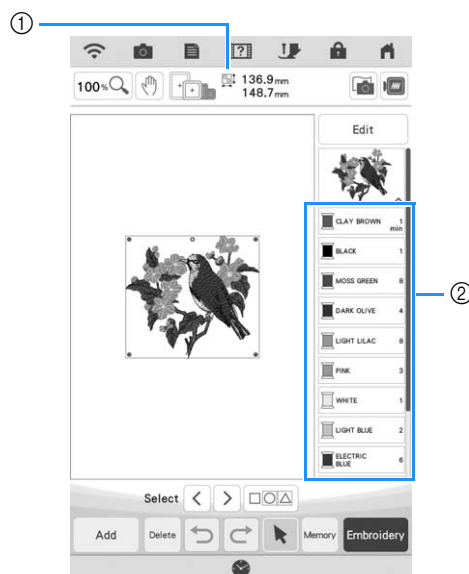 ①
100% 136.9mm
148.7mm
Edit
CLAY BROWN 1
min
BLACK 1
MOSS GREEN 8
②
DARK OLIVE 4
LIGHT LILAC 8
PINK 3
WHITE 1
LIGHT BLUE 2
ELECTRIC
BLUE 6
Select < >
Add Delete Memory Embroidery